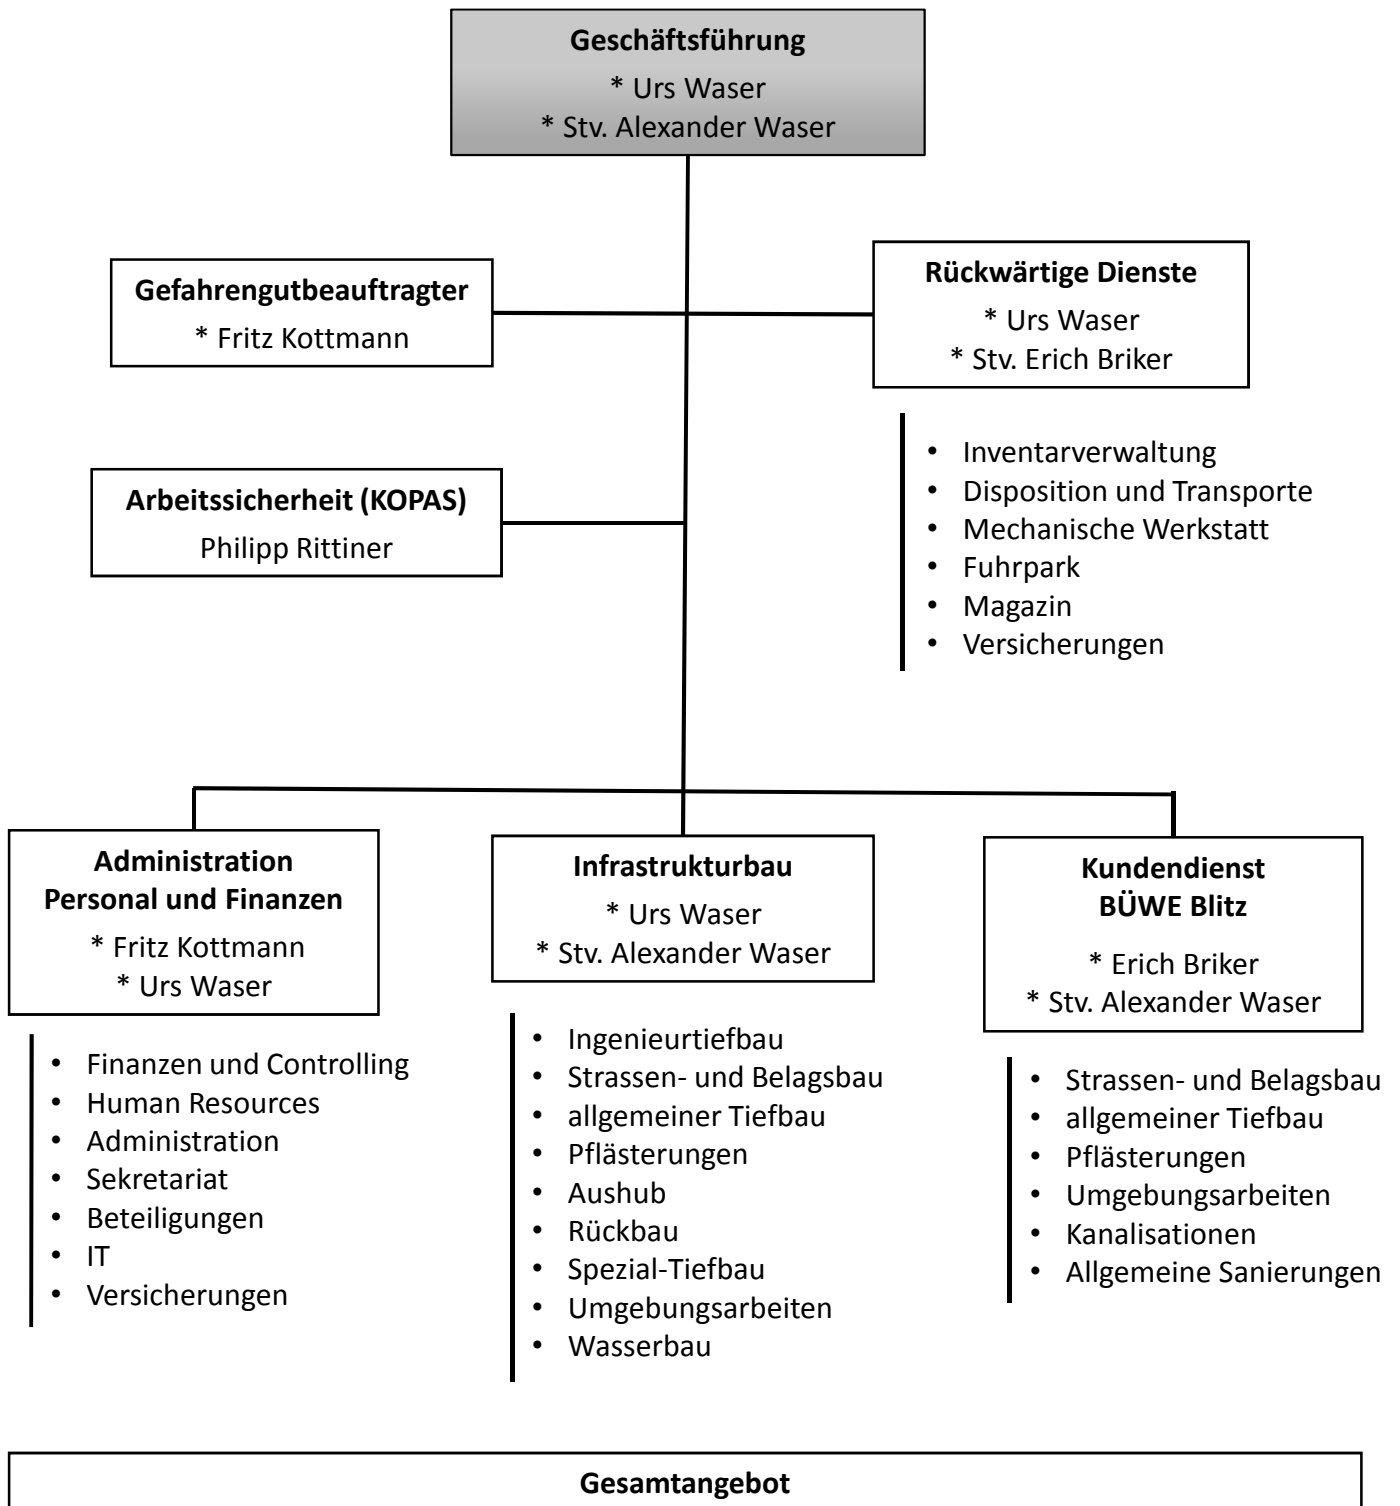 Geschäftsführung
* Urs Waser
* Stv. Alexander Waser
Gefahrengutbeauftragter
* Fritz Kottmann
Rückwärtige Dienste
* Urs Waser
* Stv. Erich Briker
• Inventarverwaltung
• Disposition und Transporte
• Mechanische Werkstatt
• Fuhrpark
• Magazin
• Versicherungen
Arbeitssicherheit (KOPAS)
Philipp Rittiner
Administration
Personal und Finanzen
* Fritz Kottmann
* Urs Waser
• Finanzen und Controlling
• Human Resources
• Administration
• Sekretariat
• Beteiligungen
• IT
• Versicherungen
Infrastrukturbau
* Urs Waser
* Stv. Alexander Waser
• Ingenieurtiefbau
• Strassen- und Belagsbau
• allgemeiner Tiefbau
• Pflästerungen
• Aushub
• Rückbau
• Spezial-Tiefbau
• Umgebungsarbeiten
• Wasserbau
Kundendienst
BÜWE Blitz
* Erich Briker
* Stv. Alexander Waser
• Strassen- und Belagsbau
• allgemeiner Tiefbau
• Pflästerungen
• Umgebungsarbeiten
• Kanalisationen
• Allgemeine Sanierungen
Gesamtangebot